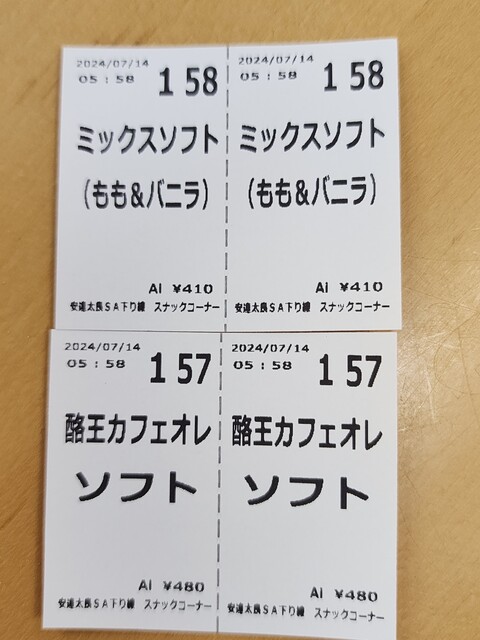 2024/07/14
05:58
158
ミックスソフト
(もも&バニラ)
AI ¥410
安達太良SA下り線 スナックコーナー
2024/07/14
05:58
158
ミックスソフト
(もも&バニラ)
AI ¥410
安達太良SA下り線 スナックコーナー
2024/07/14
05:58
157
酪王カフェオレ
ソフト
AI ¥480
安達太良SA下り線 スナックコーナー
2024/07/14
05:58
157
酪王カフェオレ
ソフト
AI ¥480
安達太良SA下り線 スナックコーナー